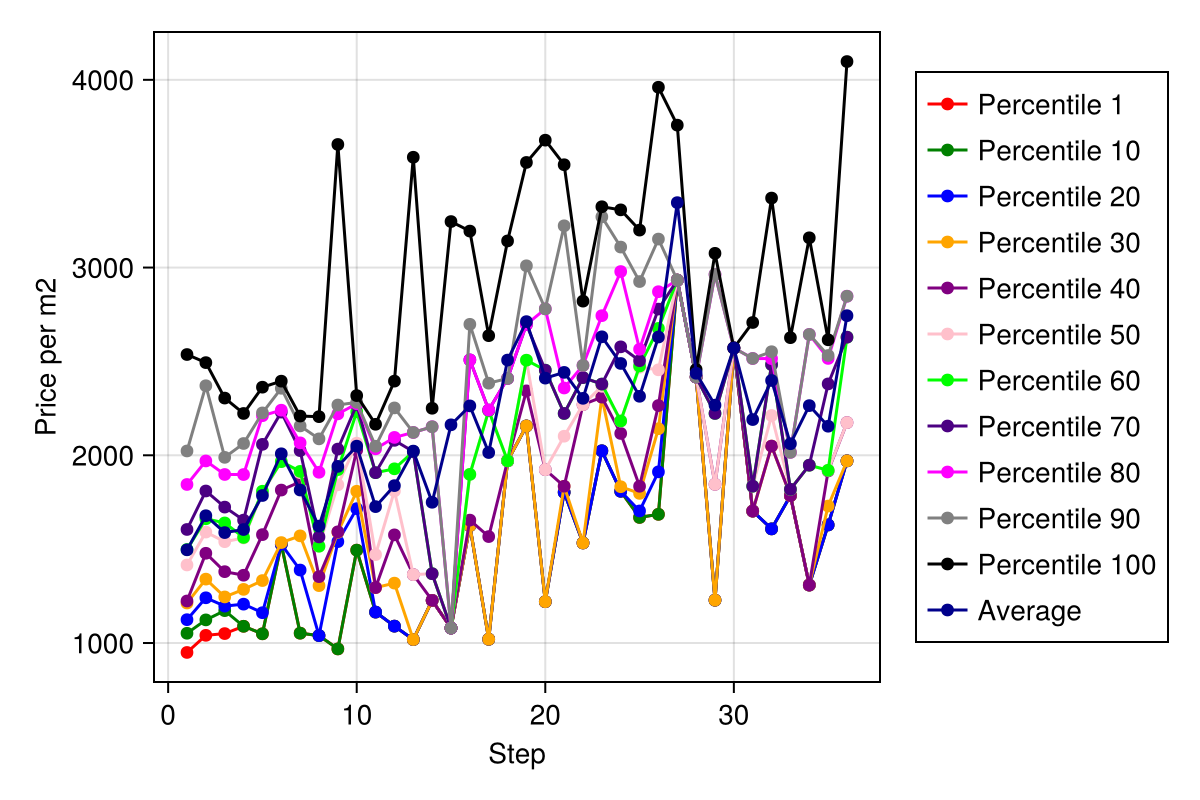 4000
3000
2000
1000
Price per m2
0 10 20 30
Step
Percentile 1
Percentile 10
Percentile 20
Percentile 30
Percentile 40
Percentile 50
Percentile 60
Percentile 70
Percentile 80
Percentile 90
Percentile 100
Average